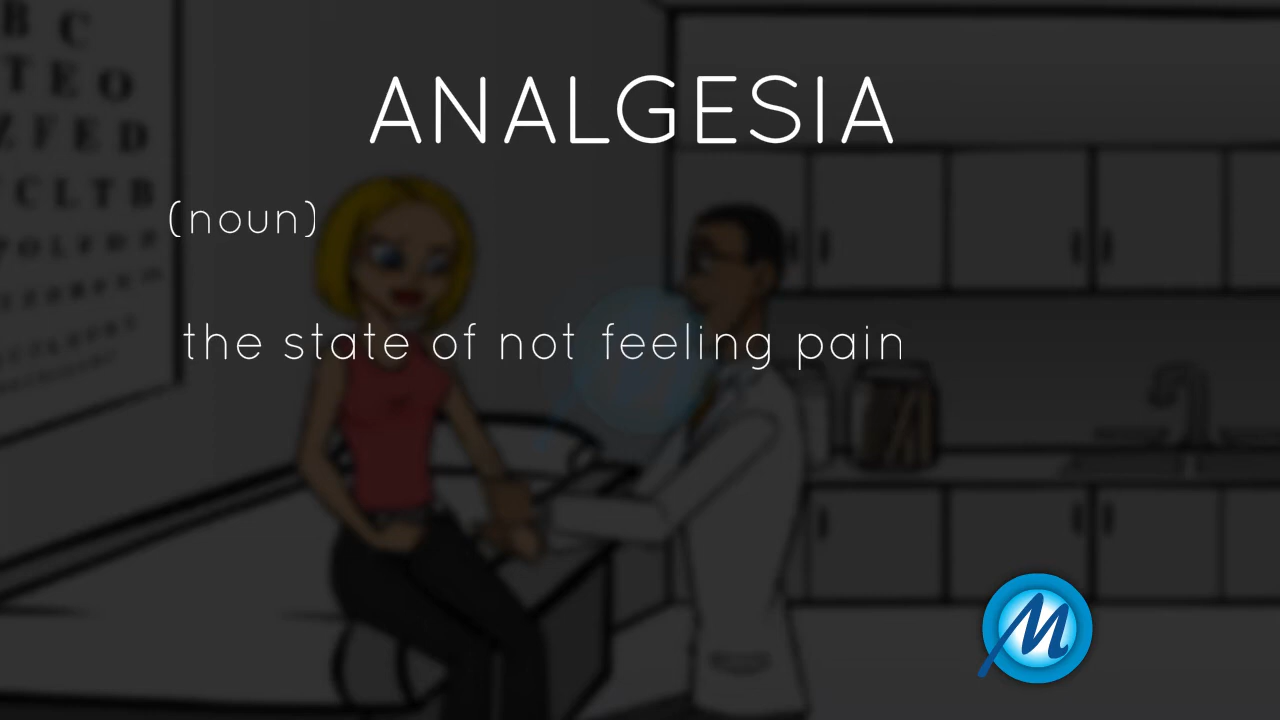 ANALGESIA
(noun)
the state of not feeling pain
B C
T E O
Z F E D
C L T B
M